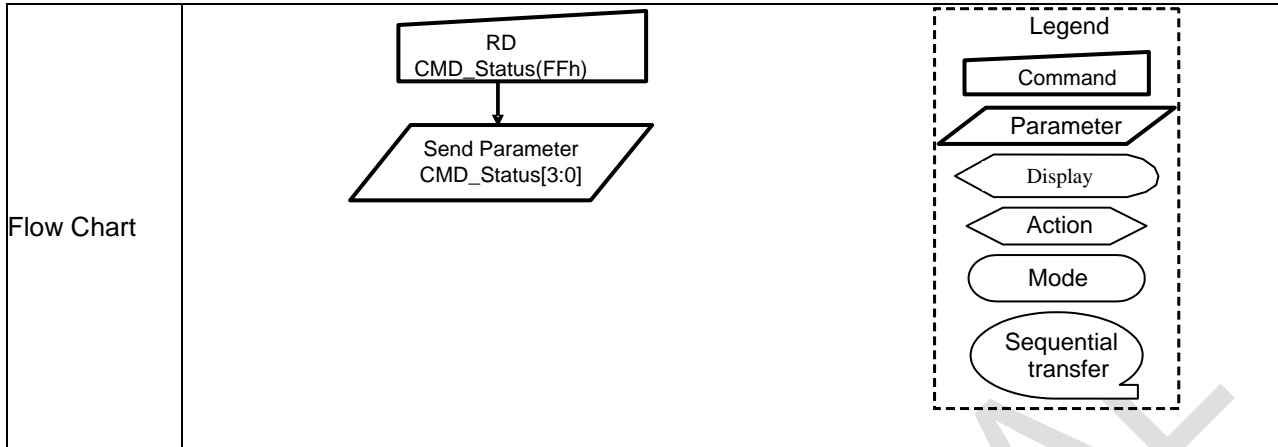 Flow Chart
RD
CMD_Status(FFh)
Send Parameter
CMD_Status[3:0]
Legend
Command
Parameter
Display
Action
Mode
Sequential
transfer